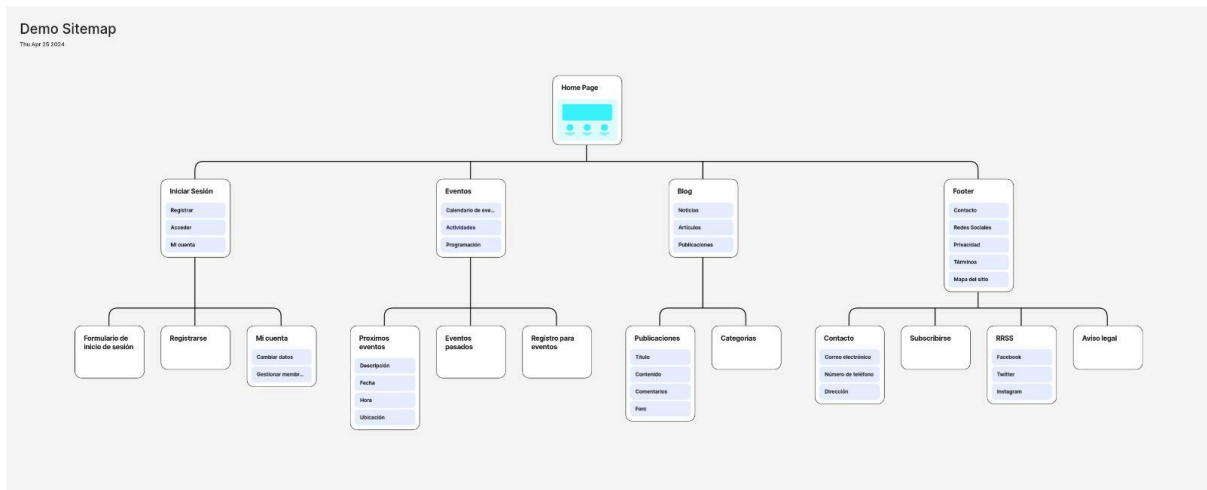 Demo Sitemap
Thu Apr 25 2024
Home Page
Iniciar Sesión
Registrar
Acceder
Mi cuenta
Eventos
Calendario de eve...
Actividades
Programación
Blog
Noticias
Artículos
Publicaciones
Footer
Contacto
Redes Sociales
Privacidad
Términos
Mapa del sitio
Formulario de
inicio de sesión
Registrarse
Mi cuenta
Cambiar datos
Gestionar membr...
Proximos
eventos
Descripción
Fecha
Hora
Ubicación
Eventos
pasados
Registro para
eventos
Publicaciones
Título
Contenido
Comentarios
Foro
Categorias
Contacto
Correo electrónico
Número de teléfono
Dirección
Subscribirse
RRSS
Facebook
Twitter
Instagram
Aviso legal